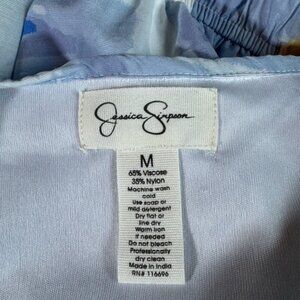 Jessica Simpson
M
65% Viscose
35% Nylon
Machine wash
cold
Use soap or
mild detergent
Dry flat or
line dry
Warm iron
if needed
Do not bleach
Professionally
dry clean
Made in India
RN# 116696